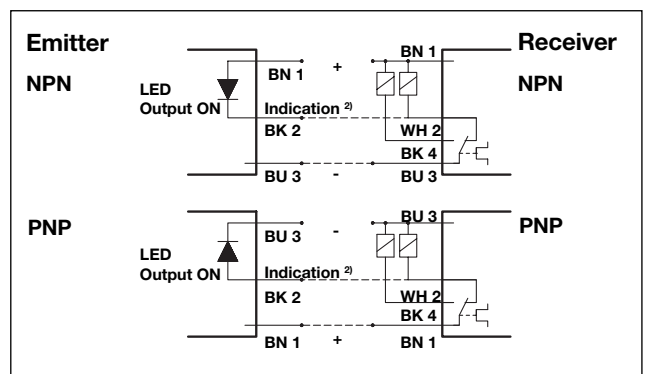 Emitter
Receiver
NPN
BN 1
+
BN 1
NPN
LED
Output ON
Indication ²⁾
BK 2
WH 2
BK 4
BU 3
-
BU 3
PNP
BU 3
-
BU 3
PNP
LED
Output ON
Indication ²⁾
BK 2
WH 2
BK 4
BN 1
+
BN 1